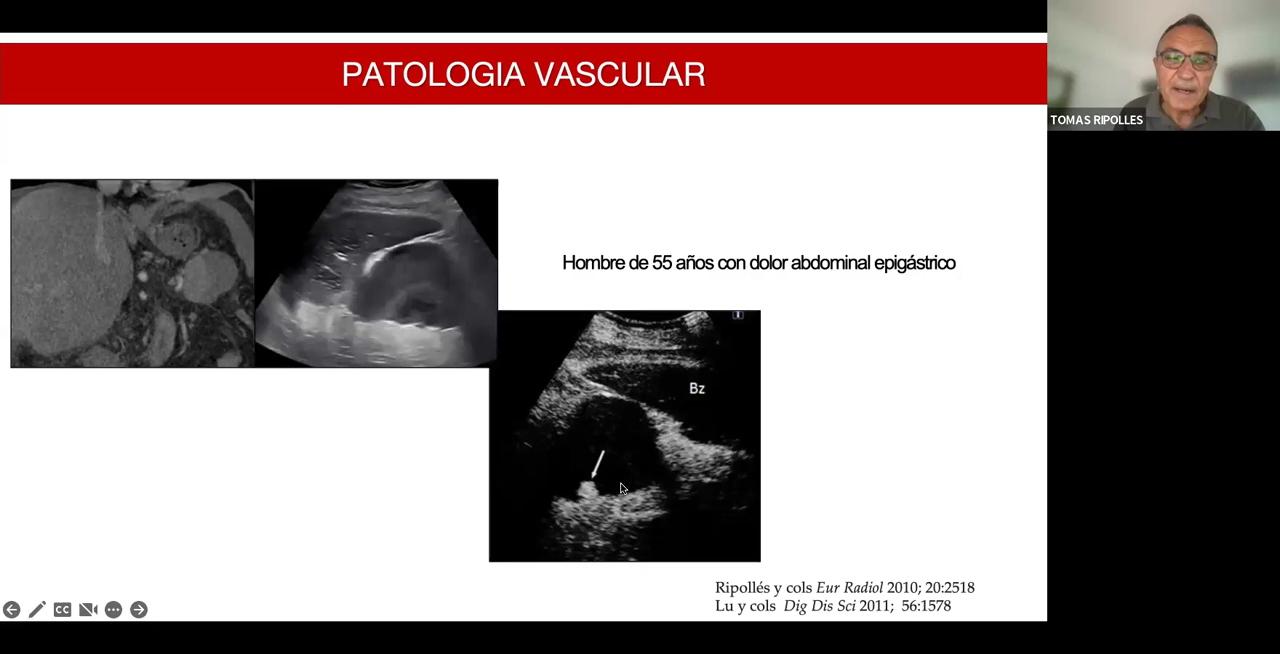 PATOLOGIA VASCULAR
TOMAS RIPOLLES
Hombre de 55 años con dolor abdominal epigástrico
Bz
Ripollés y cols Eur Radiol 2010; 20:2518
Lu y cols Dig Dis Sci 2011; 56:1578
CC